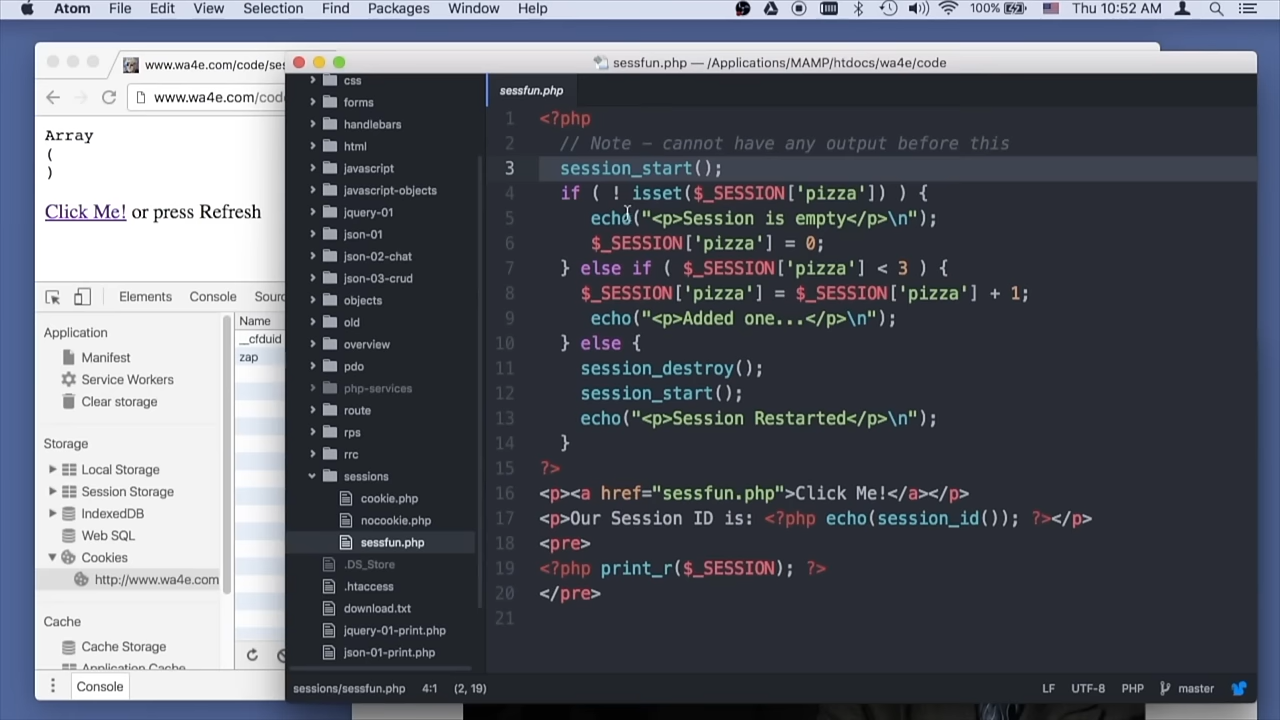 Atom File Edit View Selection Find Packages Window Help 100% Thu 10:52 AM
www.wa4e.com/code/ses
www.wa4e.com/cod
Array
(
)
Click Me! or press Refresh
Elements Console Sour
Application
Manifest
Service Workers
Clear storage
Storage
Local Storage
Session Storage
IndexedDB
Web SQL
Cookies
http://www.wa4e.com
Cache
Cache Storage
Application Cache
Name
__cfduid
zap
Console
sessfun.php — /Applications/MAMP/htdocs/wa4e/code
css
forms
handlebars
html
javascript
javascript-objects
jquery-01
json-01
json-02-chat
json-03-crud
objects
old
overview
pdo
php-services
route
rps
rrc
sessions
cookie.php
nocookie.php
sessfun.php
.DS_Store
.htaccess
download.txt
jquery-01-print.php
json-01-print.php
sessfun.php
1 <?php
2 // Note – cannot have any output before this
3 session_start();
4 if ( ! isset($_SESSION['pizza']) ) {
5 echo("<p>Session is empty</p>\n");
6 $_SESSION['pizza'] = 0;
7 } else if ( $_SESSION['pizza'] < 3 ) {
8 $_SESSION['pizza'] = $_SESSION['pizza'] + 1;
9 echo("<p>Added one...</p>\n");
10 } else {
11 session_destroy();
12 session_start();
13 echo("<p>Session Restarted</p>\n");
14 }
15 ?>
16 <p><a href="sessfun.php">Click Me!</a></p>
17 <p>Our Session ID is: <?php echo(session_id()); ?></p>
18 <pre>
19 <?php print_r($_SESSION); ?>
20 </pre>
21
sessions/sessfun.php 4:1 (2, 19) LF UTF-8 PHP master